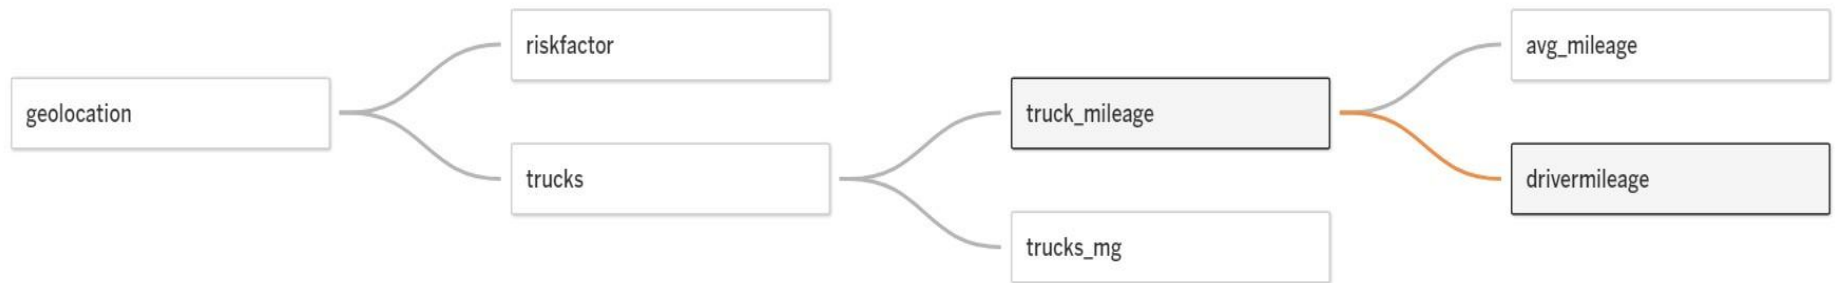 geolocation
riskfactor
trucks
truck_mileage
trucks_mg
avg_mileage
drivermileage